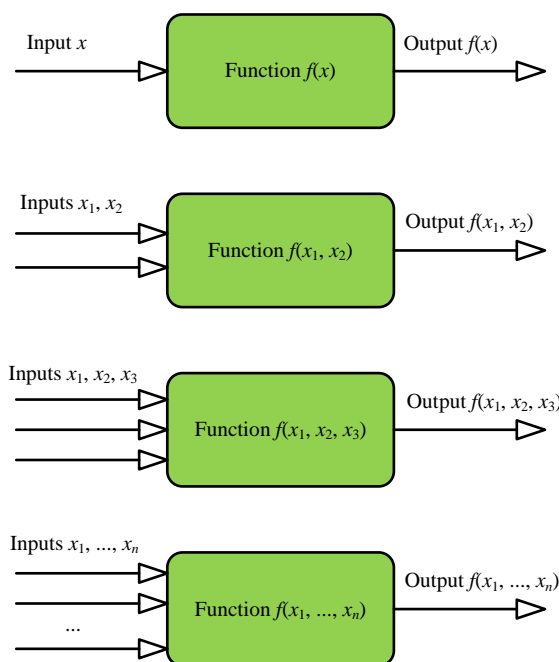 Input x
Function f(x)
Output f(x)
Inputs x₁, x₂
Function f(x₁, x₂)
Output f(x₁, x₂)
Inputs x₁, x₂, x₃
Function f(x₁, x₂, x₃)
Output f(x₁, x₂, x₃)
Inputs x₁, ..., xₙ
...
Function f(x₁, ..., xₙ)
Output f(x₁, ..., xₙ)